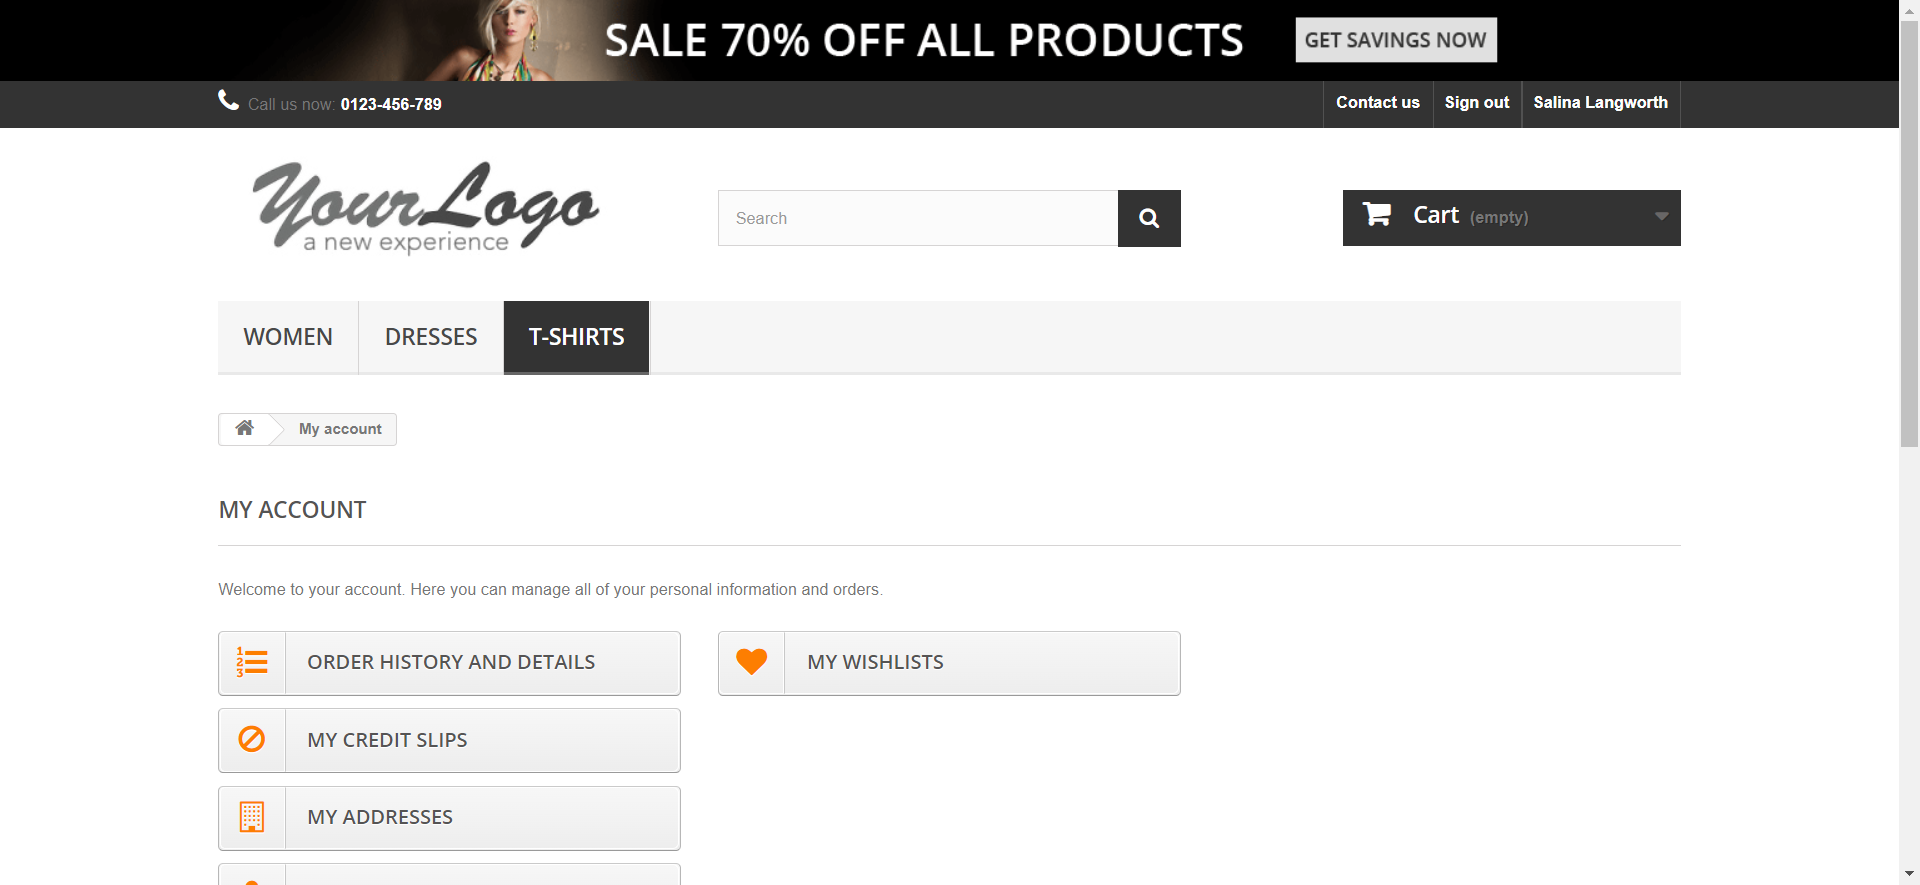 SALE 70% OFF ALL PRODUCTS GET SAVINGS NOW
Call us now: 0123-456-789 Contact us Sign out Salina Langworth
YourLogo
a new experience
Search
Cart (empty)
WOMEN DRESSES T-SHIRTS
My account
MY ACCOUNT
Welcome to your account. Here you can manage all of your personal information and orders.
1 2 3 ORDER HISTORY AND DETAILS
MY WISHLISTS
MY CREDIT SLIPS
MY ADDRESSES